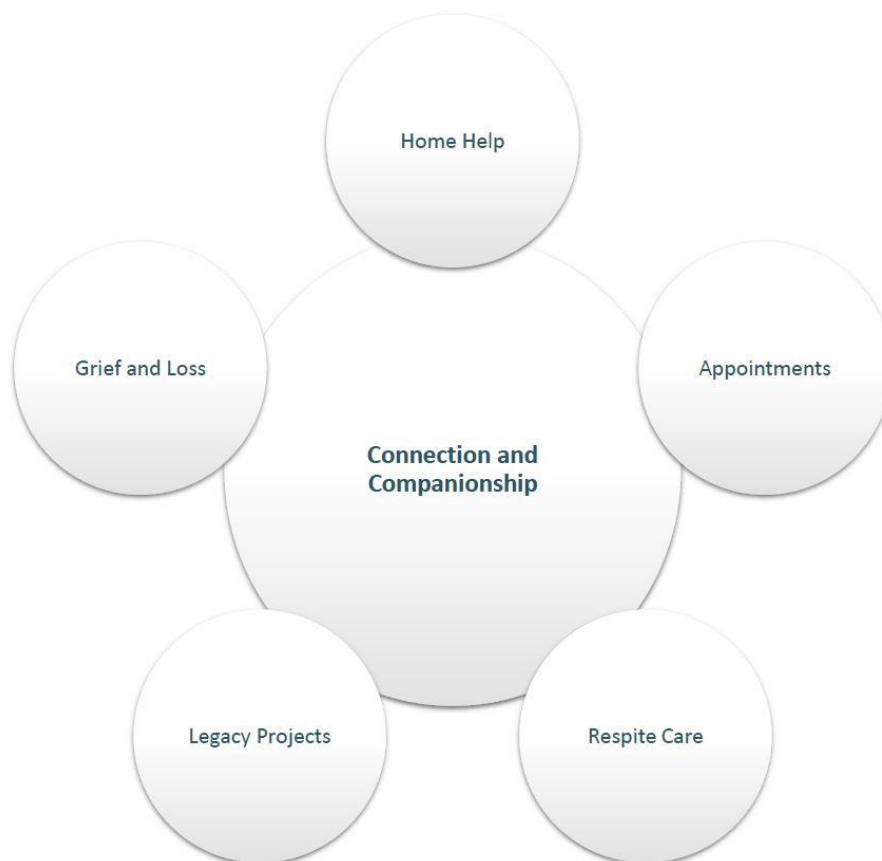 Home Help
Grief and Loss
Appointments
Connection and
Companionship
Legacy Projects
Respite Care